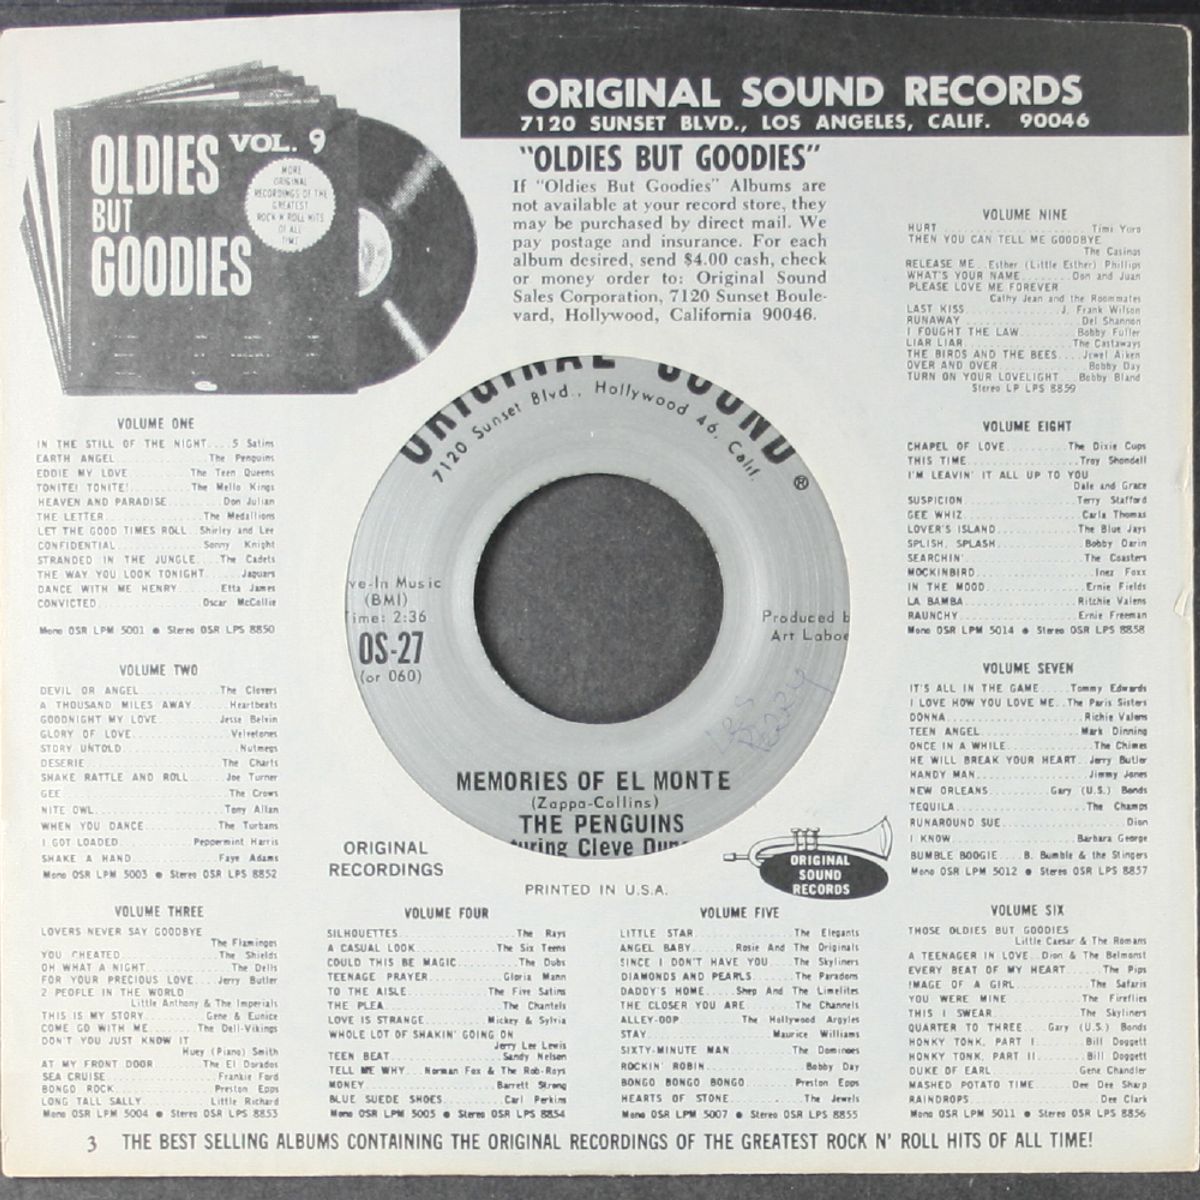 ORIGINAL SOUND RECORDS
7120 SUNSET BLVD., LOS ANGELES, CALIF. 90046
OLDIES VOL. 9
BUT
GOODIES
MORE
ORIGINAL
RECORDINGS OF THE
GREATEST
ROCK N ROLL HITS
OF ALL
TIME
"OLDIES BUT GOODIES"
If "Oldies But Goodies" Albums are
not available at your record store, they
may be purchased by direct mail. We
pay postage and insurance. For each
album desired, send $4.00 cash, check
or money order to: Original Sound
Sales Corporation, 7120 Sunset Boule-
vard, Hollywood, California 90046.
VOLUME NINE
HURT Timi Yuro
THEN YOU CAN TELL ME GOODBYE
The Casinos
RELEASE ME Esther (Little Esther) Phillips
WHAT'S YOUR NAME Don and Juan
PLEASE LOVE ME FOREVER
Cathy Jean and the Roommates
LAST KISS J. Frank Wilson
RUNAWAY Del Shannon
I FOUGHT THE LAW Bobby Fuller
LIAR LIAR The Castaways
THE BIRDS AND THE BEES Jewel Aiken
OVER AND OVER Bobby Day
TURN ON YOUR LOVELIGHT Bobby Bland
Stereo LP LPS 8859
VOLUME EIGHT
CHAPEL OF LOVE The Dixie Cups
THIS TIME Troy Shondell
I'M LEAVIN' IT ALL UP TO YOU
Dale and Grace
SUSPICION Terry Stafford
GEE WHIZ Carla Thomas
LOVER'S ISLAND The Blue Jays
SPLISH, SPLASH Bobby Darin
SEARCHIN' The Coasters
MOCKINBIRD Inez Foxx
IN THE MOOD Ernie Fields
LA BAMBA Ritchie Valens
RAUNCHY Ernie Freeman
Mono OSR LPM 5014 • Stereo OSR LPS 8858
VOLUME SEVEN
IT'S ALL IN THE GAME Tommy Edwards
I LOVE HOW YOU LOVE ME The Paris Sisters
DONNA Richie Valens
TEEN ANGEL Mark Dinning
ONCE IN A WHILE The Chimes
HE WILL BREAK YOUR HEART Jerry Butler
HANDY MAN Jimmy Jones
NEW ORLEANS Gary (U.S.) Bonds
TEQUILA The Champs
RUNAROUND SUE Dion
I KNOW Barbara George
BUMBLE BOOGIE B. Bumble & the Stingers
Mono OSR LPM 5012 • Stereo OSR LPS 8857
VOLUME ONE
IN THE STILL OF THE NIGHT 5 Satins
EARTH ANGEL The Penguins
EDDIE MY LOVE The Teen Queens
TONITE! TONITE! The Mello Kings
HEAVEN AND PARADISE Don Julian
THE LETTER The Medallions
LET THE GOOD TIMES ROLL Shirley and Lee
CONFIDENTIAL Sonny Knight
STRANDED IN THE JUNGLE The Cadets
THE WAY YOU LOOK TONIGHT Jaguars
DANCE WITH ME HENRY Etta James
CONVICTED Oscar McCollie
Mono OSR LPM 5001 • Stereo OSR LPS 8850
VOLUME TWO
DEVIL OR ANGEL The Clovers
A THOUSAND MILES AWAY Heartbeats
GOODNIGHT MY LOVE Jesse Belvin
GLORY OF LOVE Velvetones
STORY UNTOLD Nutmegs
DESERIE The Charts
SHAKE RATTLE AND ROLL Joe Turner
GEE The Crows
NITE OWL Tony Allan
WHEN YOU DANCE The Turbans
I GOT LOADED Peppermint Harris
SHAKE A HAND Faye Adams
Mono OSR LPM 5003 • Stereo OSR LPS 8852
ORIGINAL SOUND
7120 Sunset Blvd., Hollywood 46, Calif.
®
ve-In Music
(BMI)
Time: 2:36
OS-27
(or 060)
Produced b
Art Laboe
Les
Perry
MEMORIES OF EL MONTE
(Zappa-Collins)
THE PENGUINS
turing Cleve Dun
ORIGINAL
RECORDINGS
PRINTED IN U.S.A.
ORIGINAL
SOUND
RECORDS
VOLUME THREE
LOVERS NEVER SAY GOODBYE
The Flamingos
YOU CHEATED The Shields
OH WHAT A NIGHT The Dells
FOR YOUR PRECIOUS LOVE Jerry Butler
2 PEOPLE IN THE WORLD
Little Anthony & The Imperials
THIS IS MY STORY Gene & Eunice
COME GO WITH ME The Dell-Vikings
DON'T YOU JUST KNOW IT
Huey (Piano) Smith
AT MY FRONT DOOR The El Dorados
SEA CRUISE Frankie Ford
BONGO ROCK Preston Epps
LONG TALL SALLY Little Richard
Mono OSR LPM 5004 • Stereo OSR LPS 8853
VOLUME FOUR
SILHOUETTES The Rays
A CASUAL LOOK The Six Teens
COULD THIS BE MAGIC The Dubs
TEENAGE PRAYER Gloria Mann
TO THE AISLE The Five Satins
THE PLEA The Chantels
LOVE IS STRANGE Mickey & Sylvia
WHOLE LOT OF SHAKIN' GOING ON
Jerry Lee Lewis
TEEN BEAT Sandy Nelson
TELL ME WHY Norman Fox & The Rob-Roys
MONEY Barrett Strong
BLUE SUEDE SHOES Carl Perkins
Mono OSR LPM 5005 • Stereo OSR LPS 8854
VOLUME FIVE
LITTLE STAR The Elegants
ANGEL BABY Rosie And The Originals
SINCE I DON'T HAVE YOU The Skyliners
DIAMONDS AND PEARLS The Paradons
DADDY'S HOME Shep And The Limelites
THE CLOSER YOU ARE The Channels
ALLEY-OOP The Hollywood Argyles
STAY Maurice Williams
SIXTY-MINUTE MAN The Dominoes
ROCKIN' ROBIN Bobby Day
BONGO BONGO BONGO Preston Epps
HEARTS OF STONE The Jewels
Mono OSR LPM 5007 • Stereo OSR LPS 8855
VOLUME SIX
THOSE OLDIES BUT GOODIES
Little Caesar & The Romans
A TEENAGER IN LOVE Dion & The Belmonst
EVERY BEAT OF MY HEART The Pips
IMAGE OF A GIRL The Safaris
YOU WERE MINE The Fireflies
THIS I SWEAR The Skyliners
QUARTER TO THREE Gary (U.S.) Bonds
HONKY TONK, PART I Bill Doggett
HONKY TONK, PART II Bill Doggett
DUKE OF EARL Gene Chandler
MASHED POTATO TIME Dee Dee Sharp
RAINDROPS Dee Clark
Mono OSR LPM 5011 • Stereo OSR LPS 8856
3 THE BEST SELLING ALBUMS CONTAINING THE ORIGINAL RECORDINGS OF THE GREATEST ROCK N' ROLL HITS OF ALL TIME!